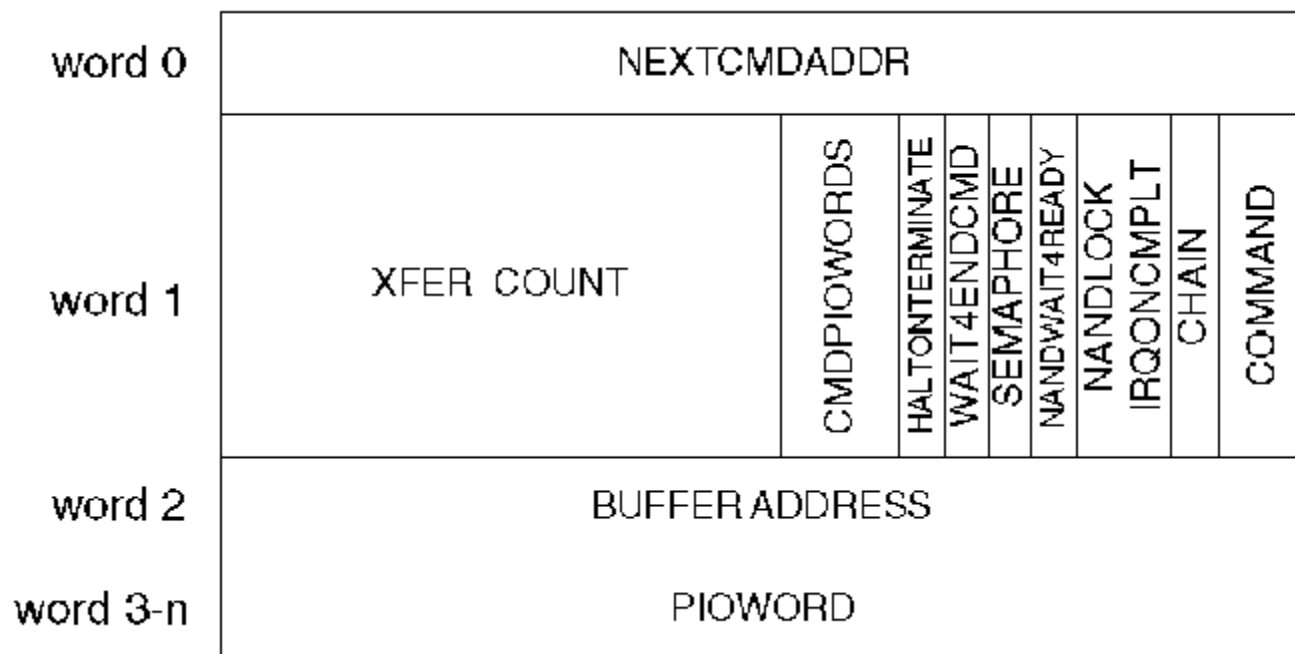 word 0
NEXTCMDADDR
word 1
XFER COUNT
CMDPIOWORDS
HALTONTERMINATE
WAIT4ENDCMD
SEMAPHORE
NANDWAIT4READY
NANDLOCK
IRQONCMPLT
CHAIN
COMMAND
word 2
BUFFER ADDRESS
word 3-n
PIOWORD